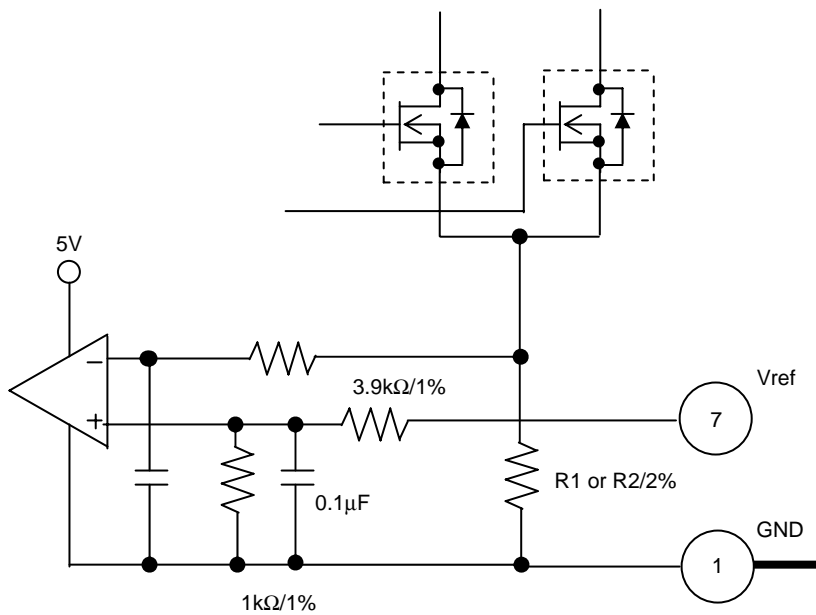 5V
−
+
3.9kΩ/1%
Vref
7
R1 or R2/2%
0.1μF
GND
1
1kΩ/1%